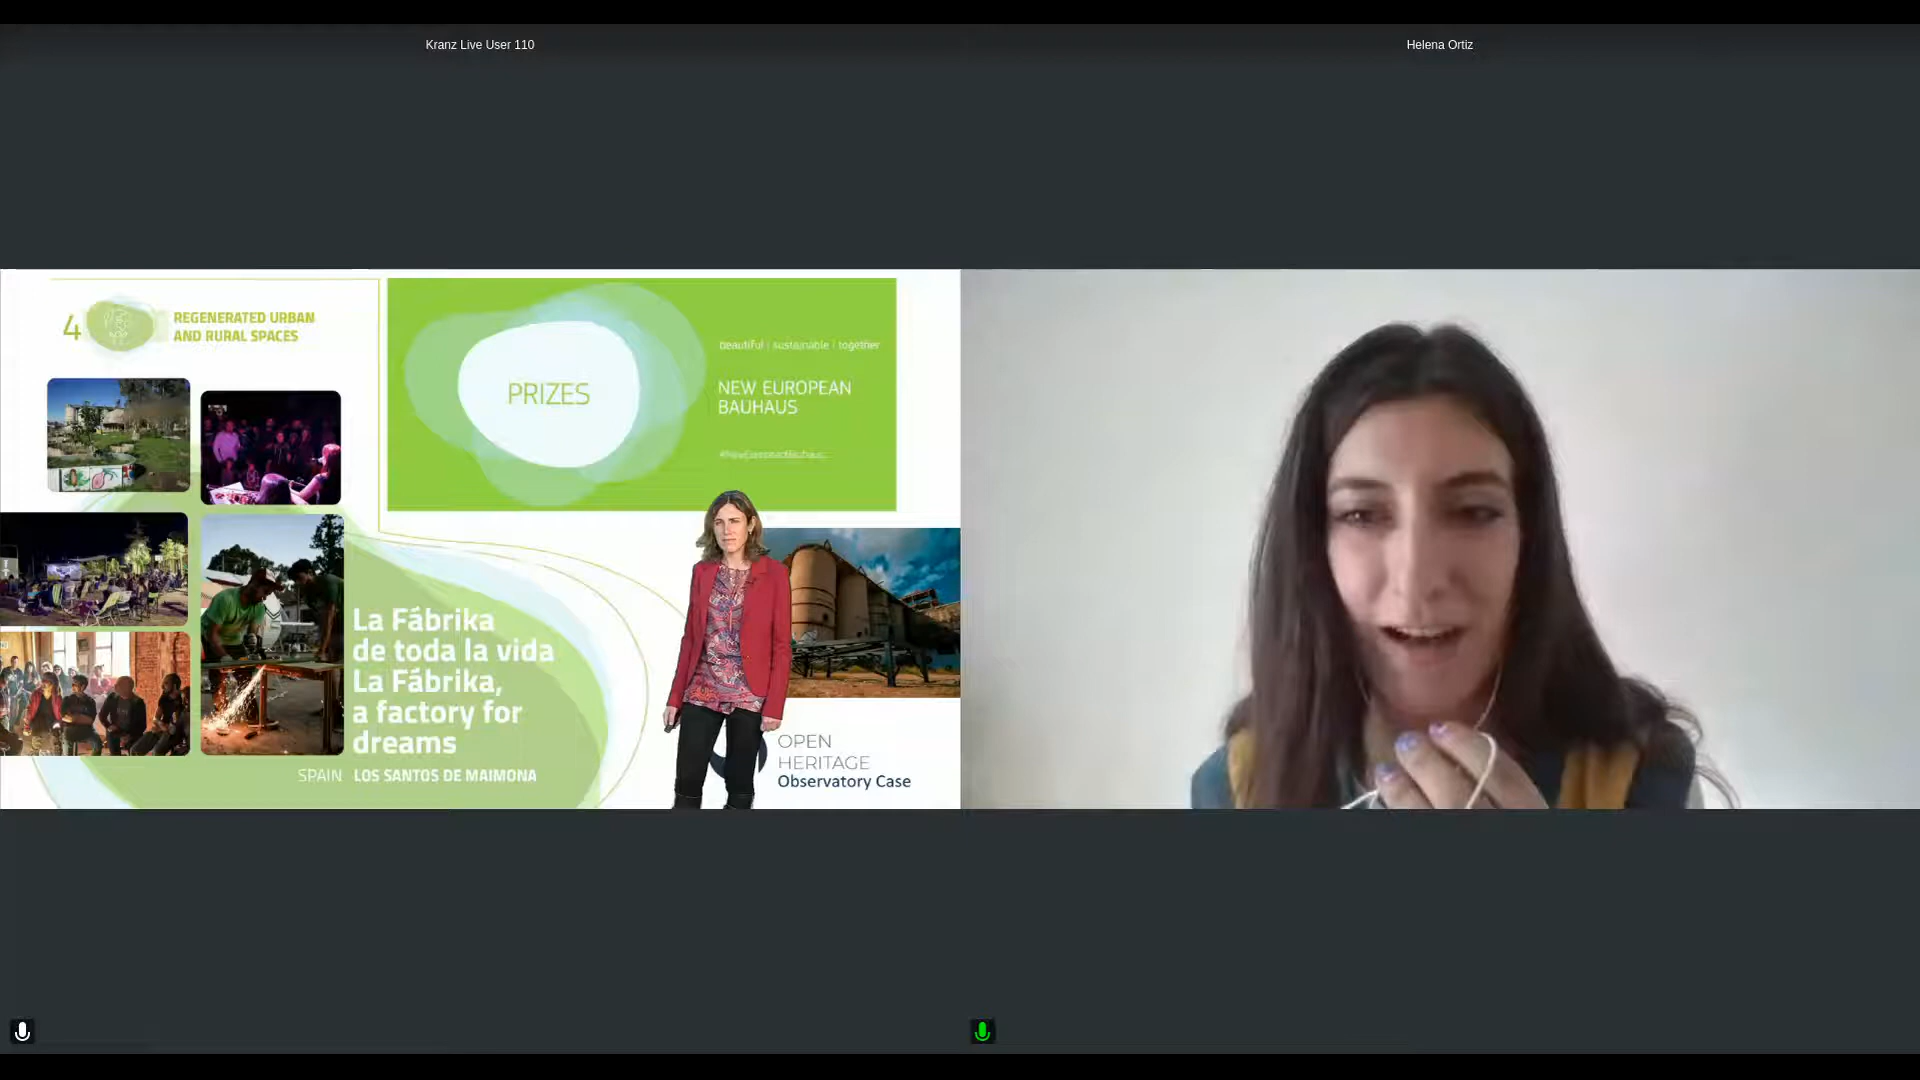 Kranz Live User 110
Helena Ortiz
4
REGENERATED URBAN
AND RURAL SPACES
PRIZES
beautiful | sustainable | together
NEW EUROPEAN
BAUHAUS
#NewEuropeanBauhaus
La Fábrika
de toda la vida
La Fábrika,
a factory for
dreams
SPAIN LOS SANTOS DE MAIMONA
OPEN
HERITAGE
Observatory Case